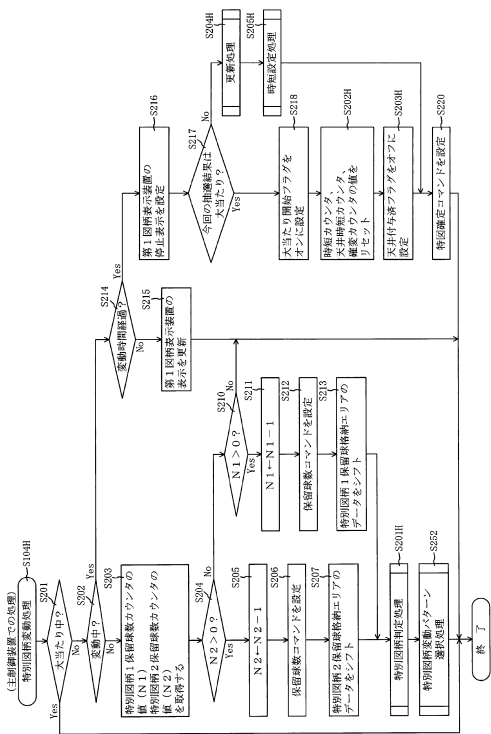 (主制御装置での処理)
特別図柄変動処理
S104H
大当たり中?
S201
Yes
No
変動中?
S202
Yes
No
特別図柄1保留球数カウンタの
値(N1)
特別図柄2保留球数カウンタの
値(N2)
を取得する
S203
N2>0?
S204
No
Yes
N2←N2-1
S205
保留球数コマンドを設定
S206
特別図柄2保留球格納エリアの
データをシフト
S207
N1>0?
S210
No
Yes
N1←N1-1
S211
保留球数コマンドを設定
S212
特別図柄1保留球格納エリアの
データをシフト
S213
特別図柄判定処理
S201H
特別図柄変動パターン
選択処理
S252
終了
変動時間経過?
S214
Yes
No
第1図柄表示装置の
表示を更新
S215
第1図柄表示装置の
停止表示を設定
S216
今回の抽選結果は
大当たり?
S217
No
Yes
更新処理
S204H
時短設定処理
S205H
大当たり開始フラグを
オンに設定
S218
時短カウンタ、
天井時短カウンタ、
確変カウンタの値を
リセット
S202H
天井付与済フラグをオフに
設定
S203H
特図確定コマンドを設定
S220